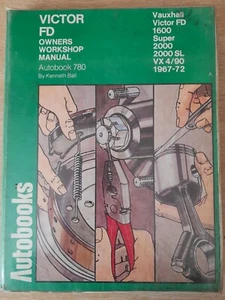 VICTOR
FD
OWNERS
WORKSHOP
MANUAL
Autobook 780
By Kenneth Ball
Vauxhall
Victor FD
1600
Super
2000
2000 SL
VX 4/90
1967-72
Autobooks